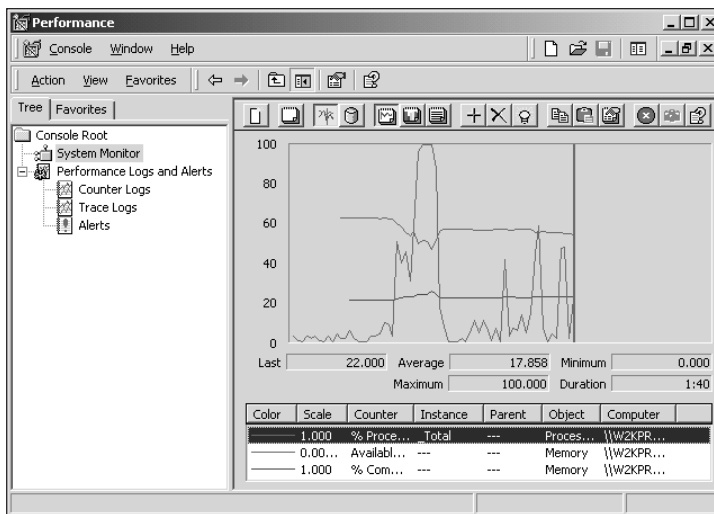 Performance
Console Window Help
Action View Favorites
Tree Favorites
Console Root
System Monitor
Performance Logs and Alerts
Counter Logs
Trace Logs
Alerts
100
80
60
40
20
0
Last 22.000 Average 17.858 Minimum 0.000
Maximum 100.000 Duration 1:40
Color Scale Counter Instance Parent Object Computer
1.000 % Proce... _Total --- Proces... \\W2KPR...
0.00... Availabl... --- --- Memory \\W2KPR...
1.000 % Com... --- --- Memory \\W2KPR...